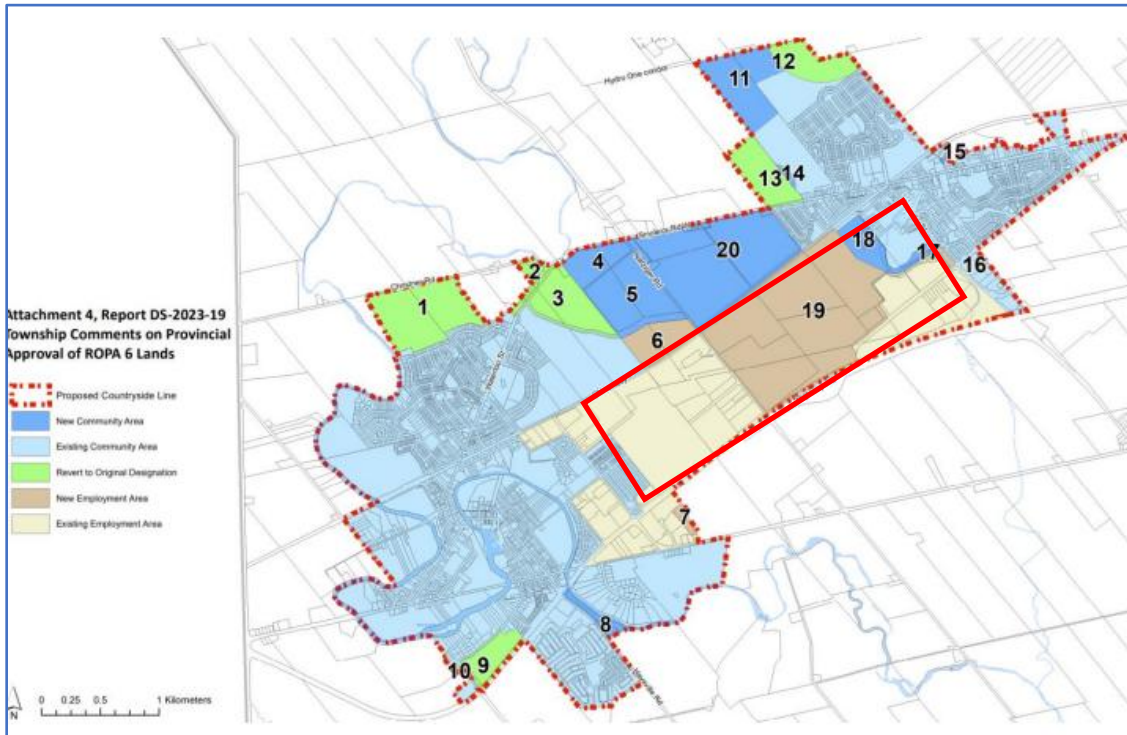 Attachment 4, Report DS-2023-19
Township Comments on Provincial
Approval of ROPA 6 Lands
Proposed Countryside Line
New Community Area
Existing Community Area
Revert to Original Designation
New Employment Area
Existing Employment Area
N
0 0.25 0.5 1 Kilometers
Hydro One corridor
11
12
13
14
15
20
18
17
16
4
5
2
3
1
6
19
7
8
10
9